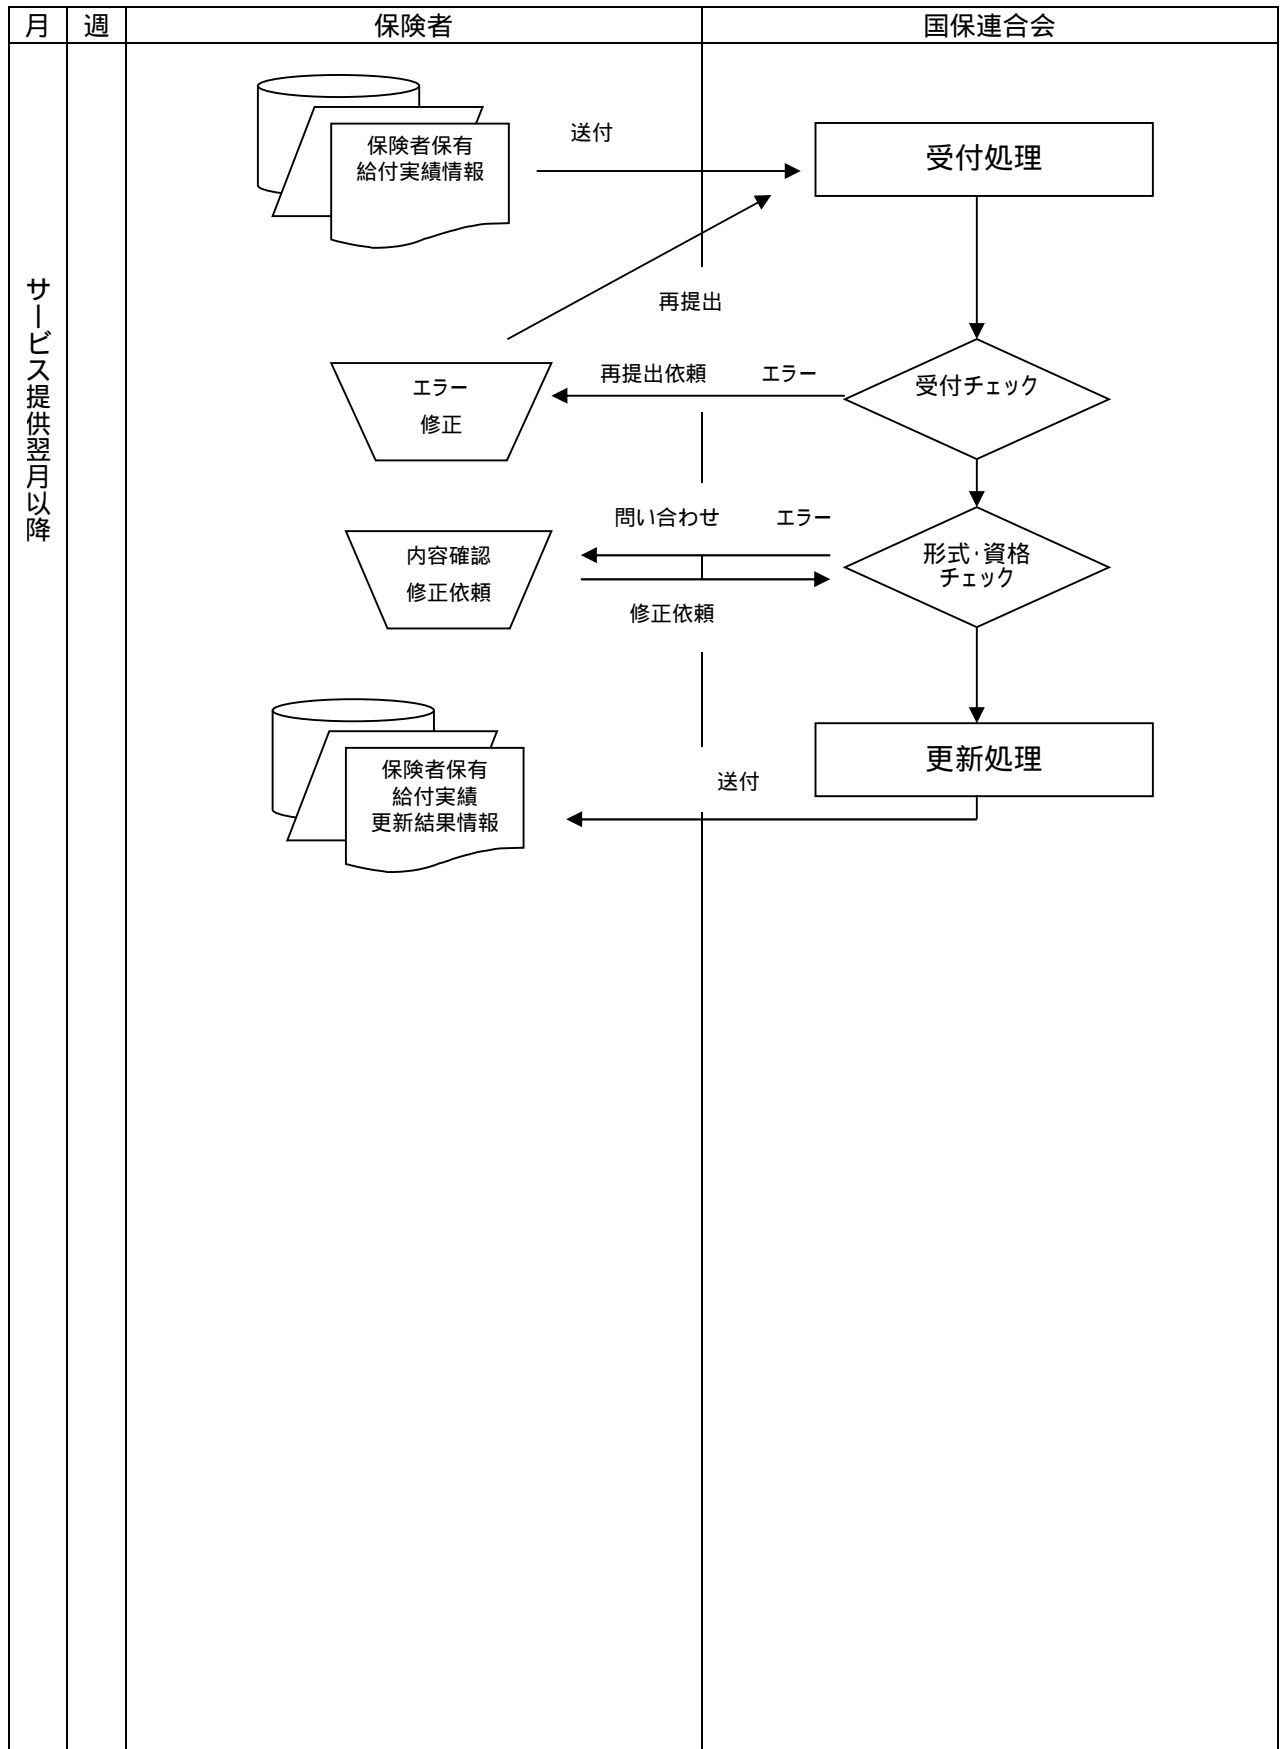 月 週 保険者 国保連合会
サービス提供翌月以降
保険者保有
給付実績情報
送付
受付処理
再提出
エラー
修正
再提出依頼 エラー
受付チェック
問い合わせ エラー
内容確認
修正依頼
形式・資格
チェック
修正依頼
保険者保有
給付実績
更新結果情報
送付
更新処理